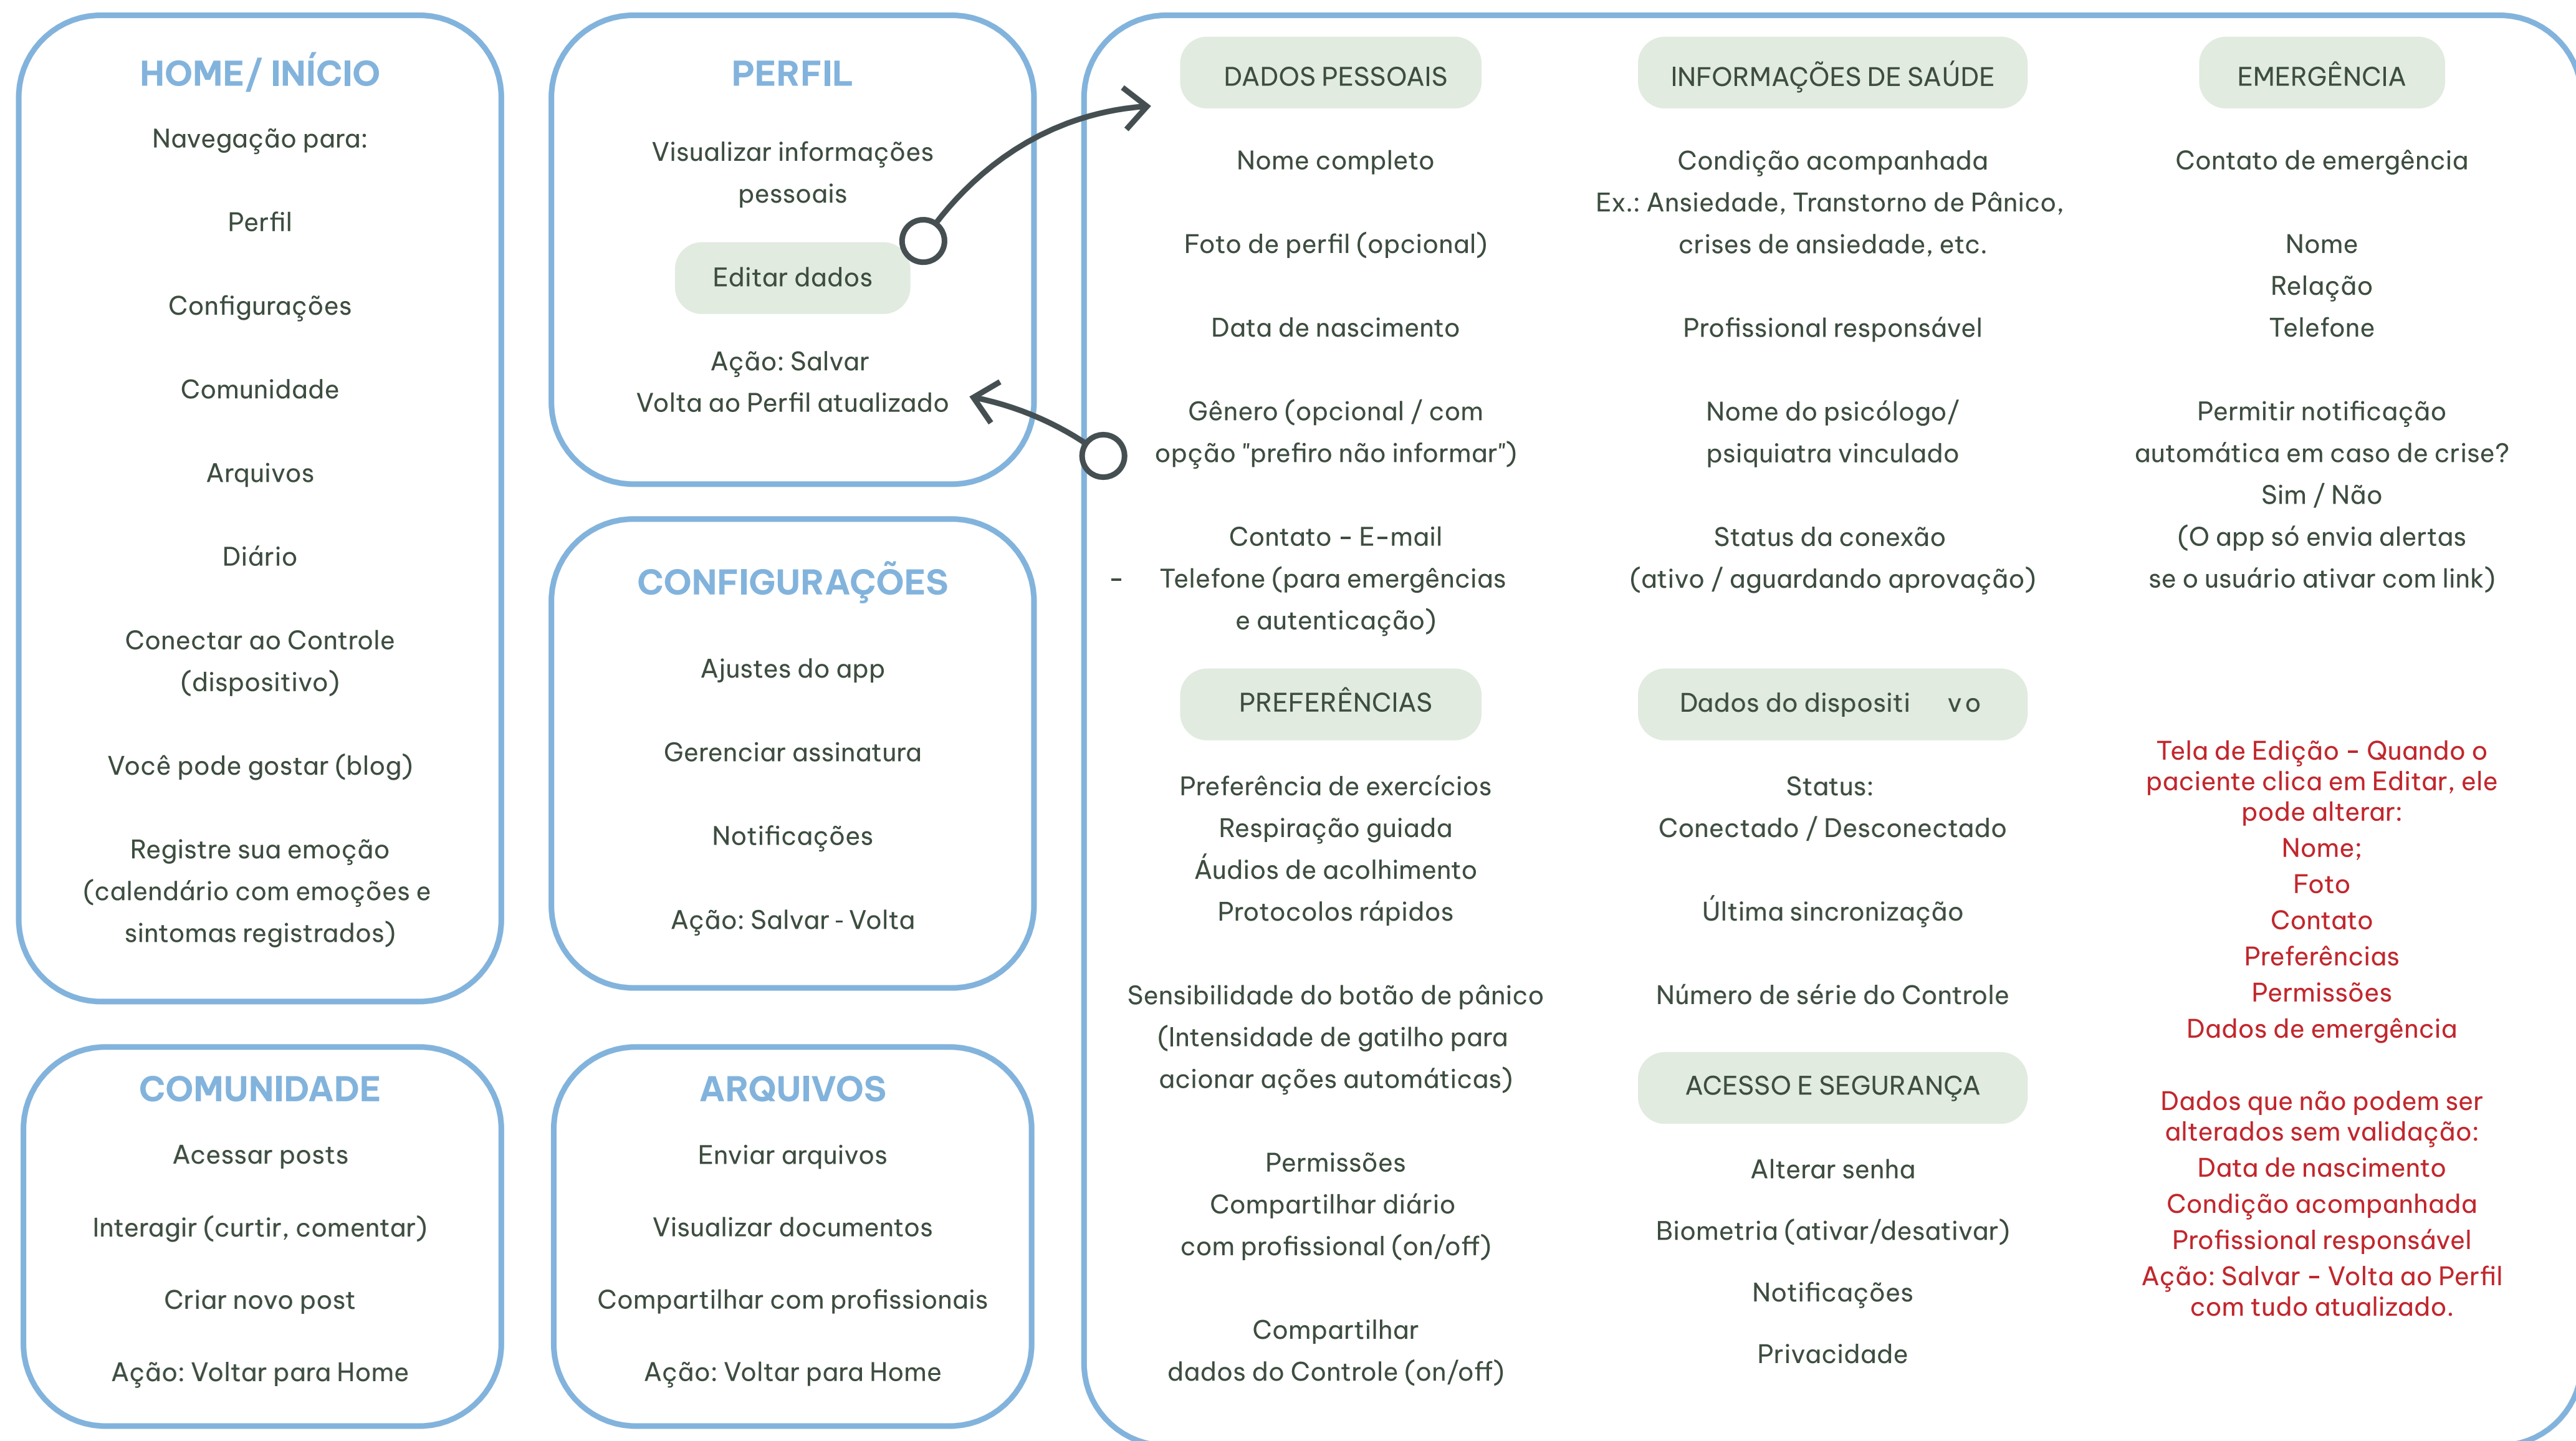 HOME/ INÍCIO
Navegação para:
Perfil
Configurações
Comunidade
Arquivos
Diário
Conectar ao Controle
(dispositivo)
Você pode gostar (blog)
Registre sua emoção
(calendário com emoções e
sintomas registrados)
PERFIL
Visualizar informações
pessoais
Editar dados
Ação: Salvar
Volta ao Perfil atualizado
CONFIGURAÇÕES
Ajustes do app
Gerenciar assinatura
Notificações
Ação: Salvar - Volta
COMUNIDADE
Acessar posts
Interagir (curtir, comentar)
Criar novo post
Ação: Voltar para Home
ARQUIVOS
Enviar arquivos
Visualizar documentos
Compartilhar com profissionais
Ação: Voltar para Home
DADOS PESSOAIS
Nome completo
Foto de perfil (opcional)
Data de nascimento
Gênero (opcional / com
opção "prefiro não informar")
Contato - E-mail
- Telefone (para emergências
e autenticação)
PREFERÊNCIAS
Preferência de exercícios
Respiração guiada
Áudios de acolhimento
Protocolos rápidos
Sensibilidade do botão de pânico
(Intensidade de gatilho para
acionar ações automáticas)
Permissões
Compartilhar diário
com profissional (on/off)
Compartilhar
dados do Controle (on/off)
INFORMAÇÕES DE SAÚDE
Condição acompanhada
Ex.: Ansiedade, Transtorno de Pânico,
crises de ansiedade, etc.
Profissional responsável
Nome do psicólogo/
psiquiatra vinculado
Status da conexão
(ativo / aguardando aprovação)
Dados do dispositi vo
Status:
Conectado / Desconectado
Última sincronização
Número de série do Controle
ACESSO E SEGURANÇA
Alterar senha
Biometria (ativar/desativar)
Notificações
Privacidade
EMERGÊNCIA
Contato de emergência
Nome
Relação
Telefone
Permitir notificação
automática em caso de crise?
Sim / Não
(O app só envia alertas
se o usuário ativar com link)
Tela de Edição - Quando o
paciente clica em Editar, ele
pode alterar:
Nome;
Foto
Contato
Preferências
Permissões
Dados de emergência
Dados que não podem ser
alterados sem validação:
Data de nascimento
Condição acompanhada
Profissional responsável
Ação: Salvar - Volta ao Perfil
com tudo atualizado.